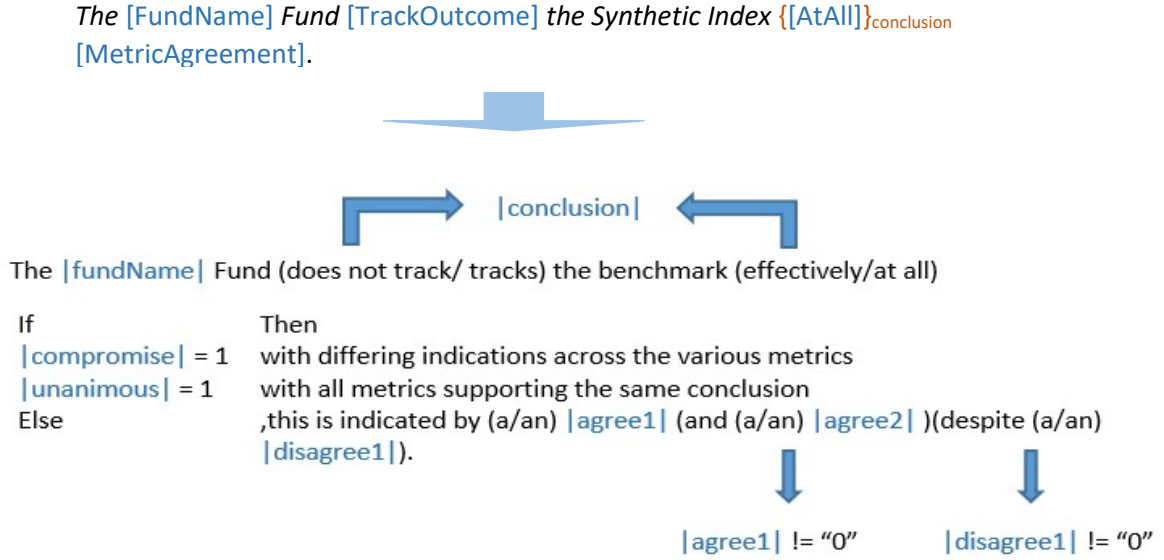 The [FundName] Fund [TrackOutcome] the Synthetic Index {[AtAll]}conclusion
[MetricAgreement].
|conclusion|
The |fundName| Fund (does not track/ tracks) the benchmark (effectively/at all)
If Then
|compromise| = 1 with differing indications across the various metrics
|unanimous| = 1 with all metrics supporting the same conclusion
Else ,this is indicated by (a/an) |agree1| (and (a/an) |agree2| )(despite (a/an)
|disagree1|).
|agree1| != “0” |disagree1| != “0”